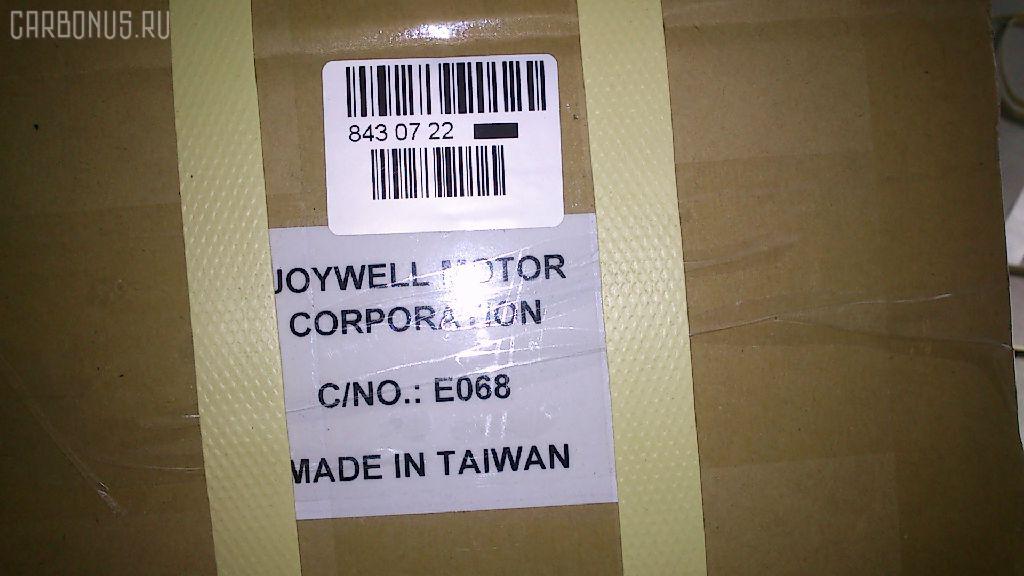 CARBONUS.RU
843 07 22
JOYWELL MOTOR
CORPORATION
C/NO.: E068
MADE IN TAIWAN